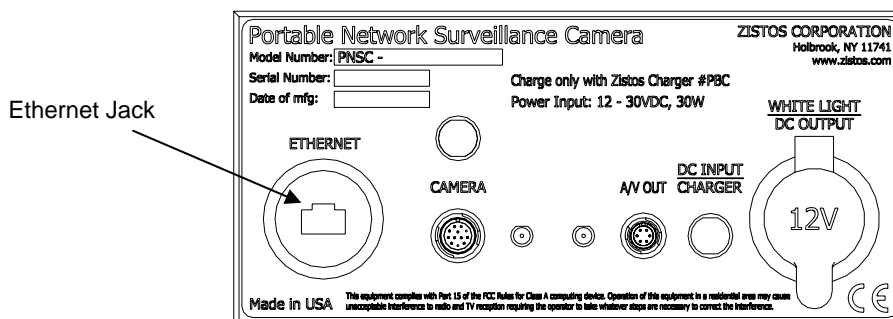 Portable Network Surveillance Camera
ZISTOS CORPORATION
Holbrook, NY 11741
www.zistos.com
Model Number: PNSC -
Serial Number:
Date of mfg:
Charge only with Zistos Charger #PBC
Power Input: 12 - 30VDC, 30W
Ethernet Jack
WHITE LIGHT
DC OUTPUT
ETHERNET
CAMERA
A/V OUT
DC INPUT
CHARGER
12V
Made in USA
This equipment complies with Part 15 of the FCC Rules for Class A computing device. Operation of this equipment in a residential area may cause
unacceptable interference to radio and TV reception requiring the operator to take whatever steps are necessary to correct the interference.
CE